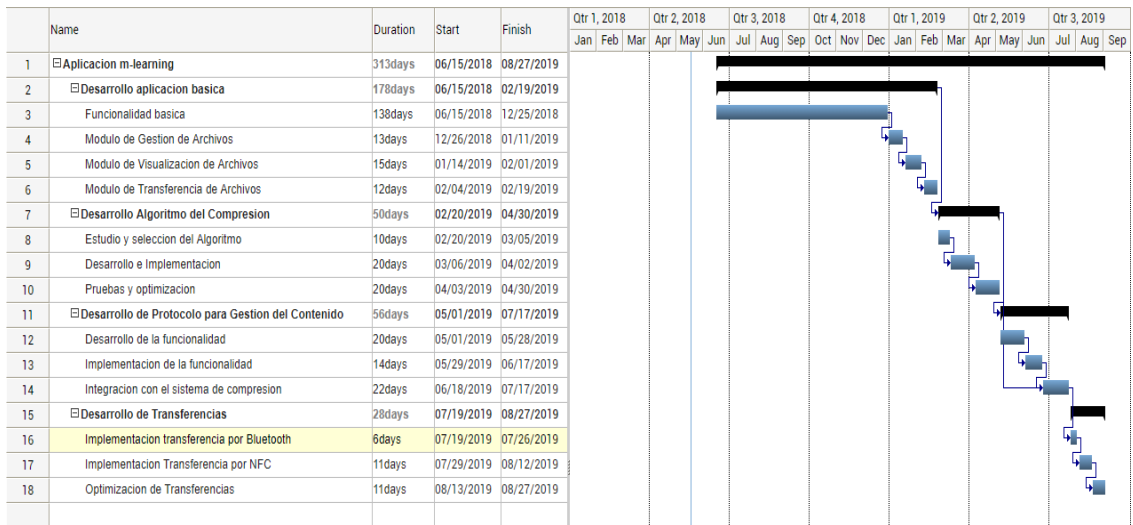 Name Duration Start Finish Qtr 1, 2018 Qtr 2, 2018 Qtr 3, 2018 Qtr 4, 2018 Qtr 1, 2019 Qtr 2, 2019 Qtr 3, 2019
Jan Feb Mar Apr May Jun Jul Aug Sep Oct Nov Dec Jan Feb Mar Apr May Jun Jul Aug Sep
1 Aplicacion m-learning 313days 06/15/2018 08/27/2019
2 Desarrollo aplicacion basica 178days 06/15/2018 02/19/2019
3 Funcionalidad basica 138days 06/15/2018 12/25/2018
4 Modulo de Gestion de Archivos 13days 12/26/2018 01/11/2019
5 Modulo de Visualizacion de Archivos 15days 01/14/2019 02/01/2019
6 Modulo de Transferencia de Archivos 12days 02/04/2019 02/19/2019
7 Desarrollo Algoritmo del Compresion 50days 02/20/2019 04/30/2019
8 Estudio y seleccion del Algoritmo 10days 02/20/2019 03/05/2019
9 Desarrollo e Implementacion 20days 03/06/2019 04/02/2019
10 Pruebas y optimizacion 20days 04/03/2019 04/30/2019
11 Desarrollo de Protocolo para Gestion del Contenido 56days 05/01/2019 07/17/2019
12 Desarrollo de la funcionalidad 20days 05/01/2019 05/28/2019
13 Implementacion de la funcionalidad 14days 05/29/2019 06/17/2019
14 Integracion con el sistema de compresion 22days 06/18/2019 07/17/2019
15 Desarrollo de Transferencias 28days 07/19/2019 08/27/2019
16 Implementacion transferencia por Bluetooth 6days 07/19/2019 07/26/2019
17 Implementacion Transferencia por NFC 11days 07/29/2019 08/12/2019
18 Optimizacion de Transferencias 11days 08/13/2019 08/27/2019